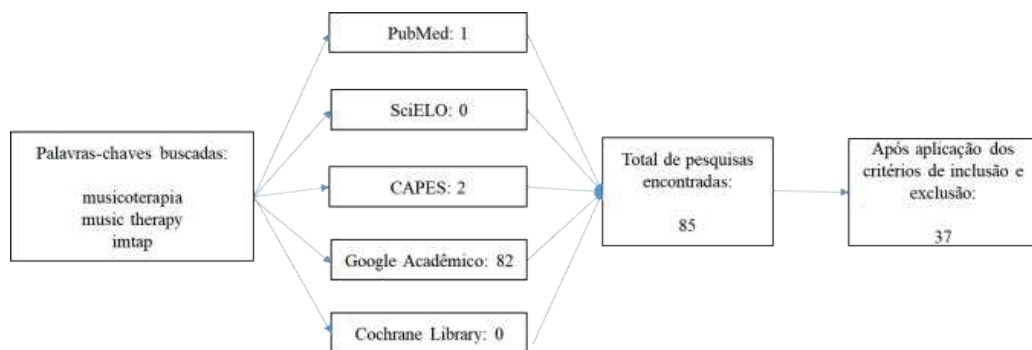 Palavras-chaves buscadas:
musicoterapia
music therapy
imtap
PubMed: 1
SciELO: 0
CAPES: 2
Google Acadêmico: 82
Cochrane Library: 0
Total de pesquisas
encontradas:
85
Após aplicação dos
critérios de inclusão e
exclusão:
37